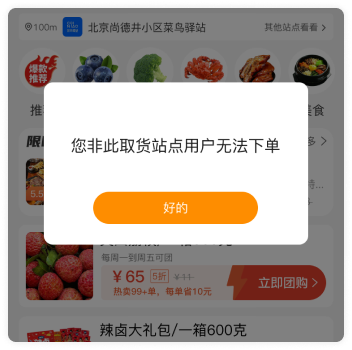 100m 北京尚德井小区菜鸟驿站 其他站点看看 >
爆款
推荐
推 美食
限 多 >
您非此取货站点用户无法下单
5.5
特...
好的
每周一到周五可团
¥65 5折 ¥11
热卖99+单，每单省10元
立即团购 >
辣卤大礼包/一箱600克